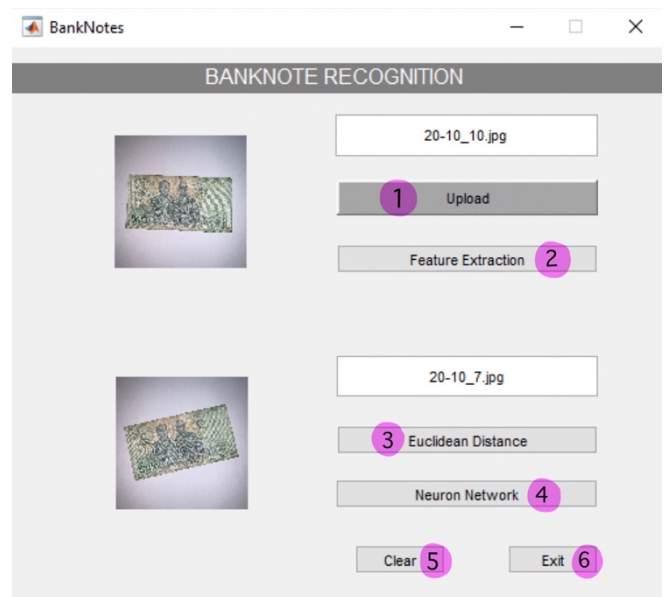 BankNotes
BANKNOTE RECOGNITION
20-10_10.jpg
1 Upload
Feature Extraction 2
20-10_7.jpg
3 Euclidean Distance
Neuron Network 4
Clear 5 Exit 6